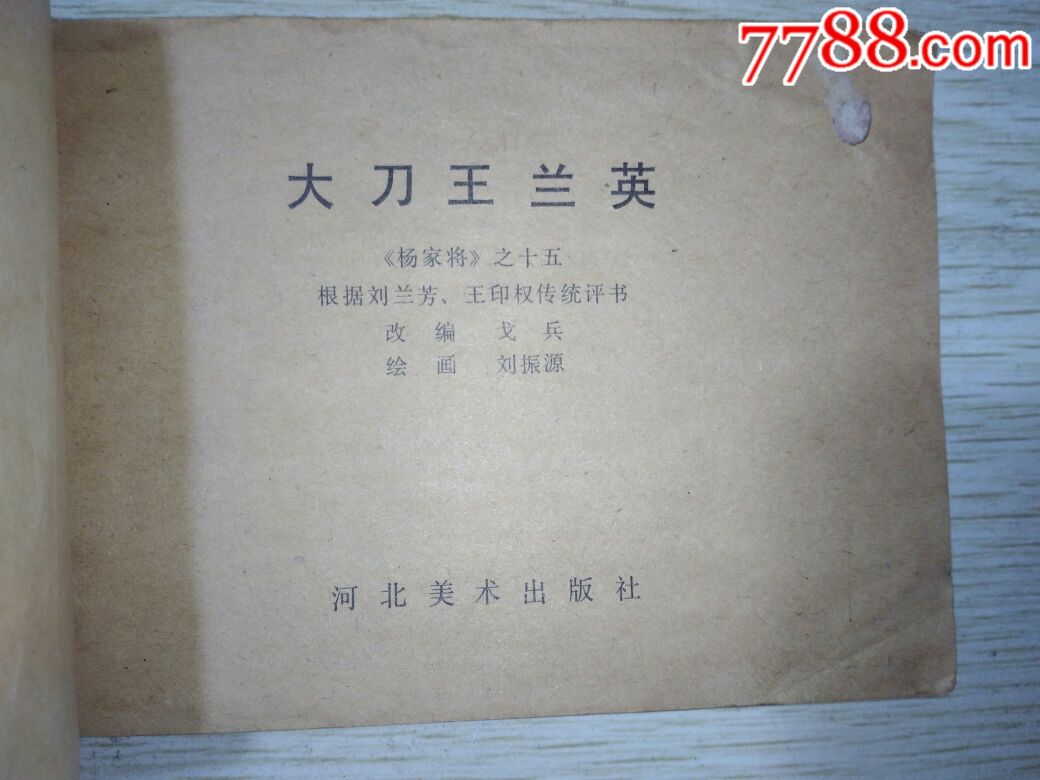 7788.com
大刀王兰英
《杨家将》之十五
根据刘兰芳、王印权传统评书
改编 戈兵
绘画 刘振源
河北美术出版社